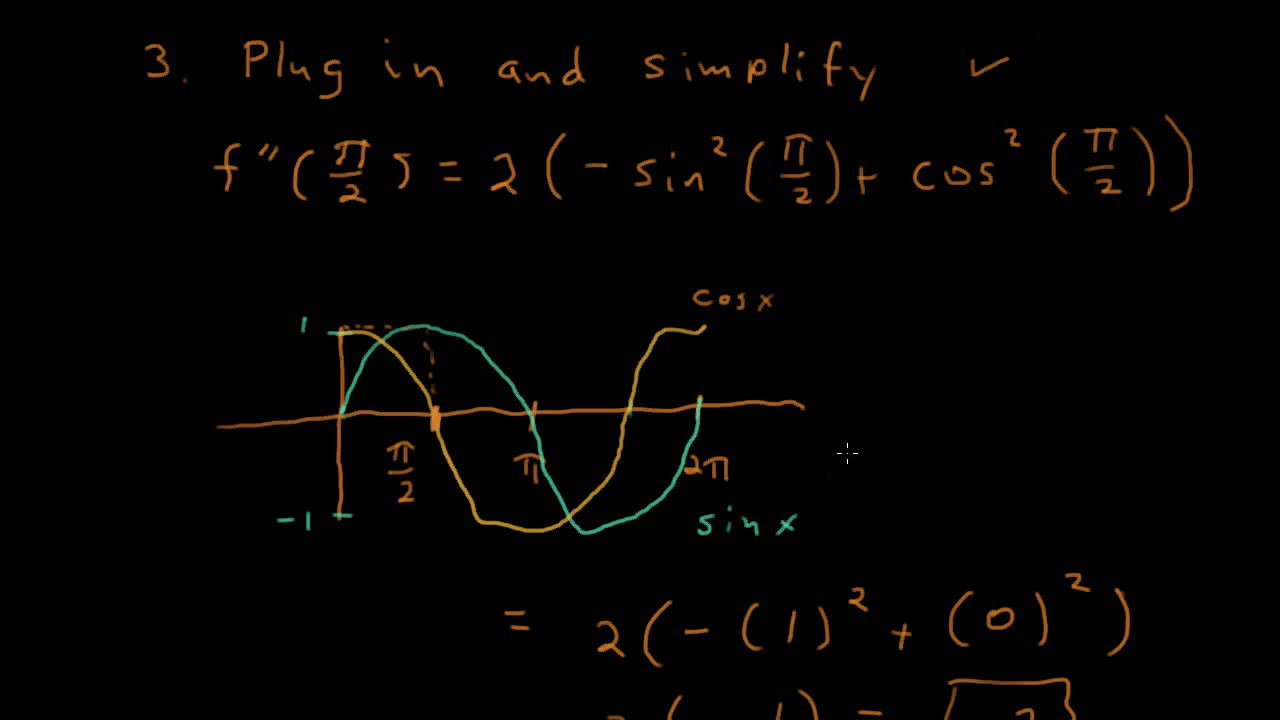 3. Plug in and simplify ✓
f″(π/2) = 2(- sin²(π/2) + cos²(π/2))
cos x
1
π/2
π
2π
-1
sin x
= 2(-(1)² + (0)²)